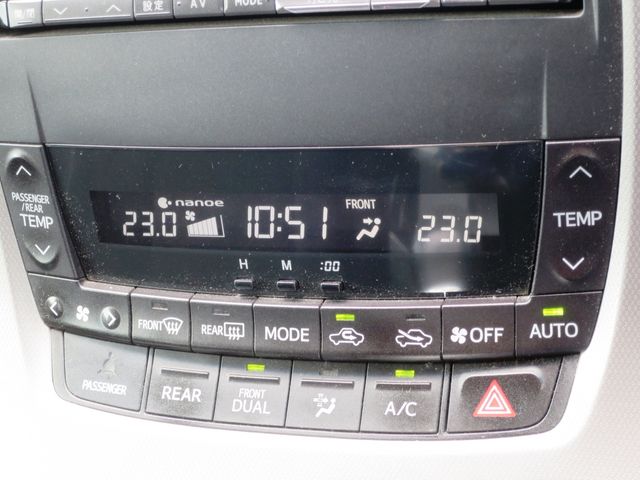 設定
AV
MODE
PASSENGER
/REAR
TEMP
nanoe
23.0
10:51
FRONT
23.0
TEMP
H
M
:00
FRONT
REAR
MODE
OFF
AUTO
PASSENGER
REAR
FRONT
DUAL
A/C